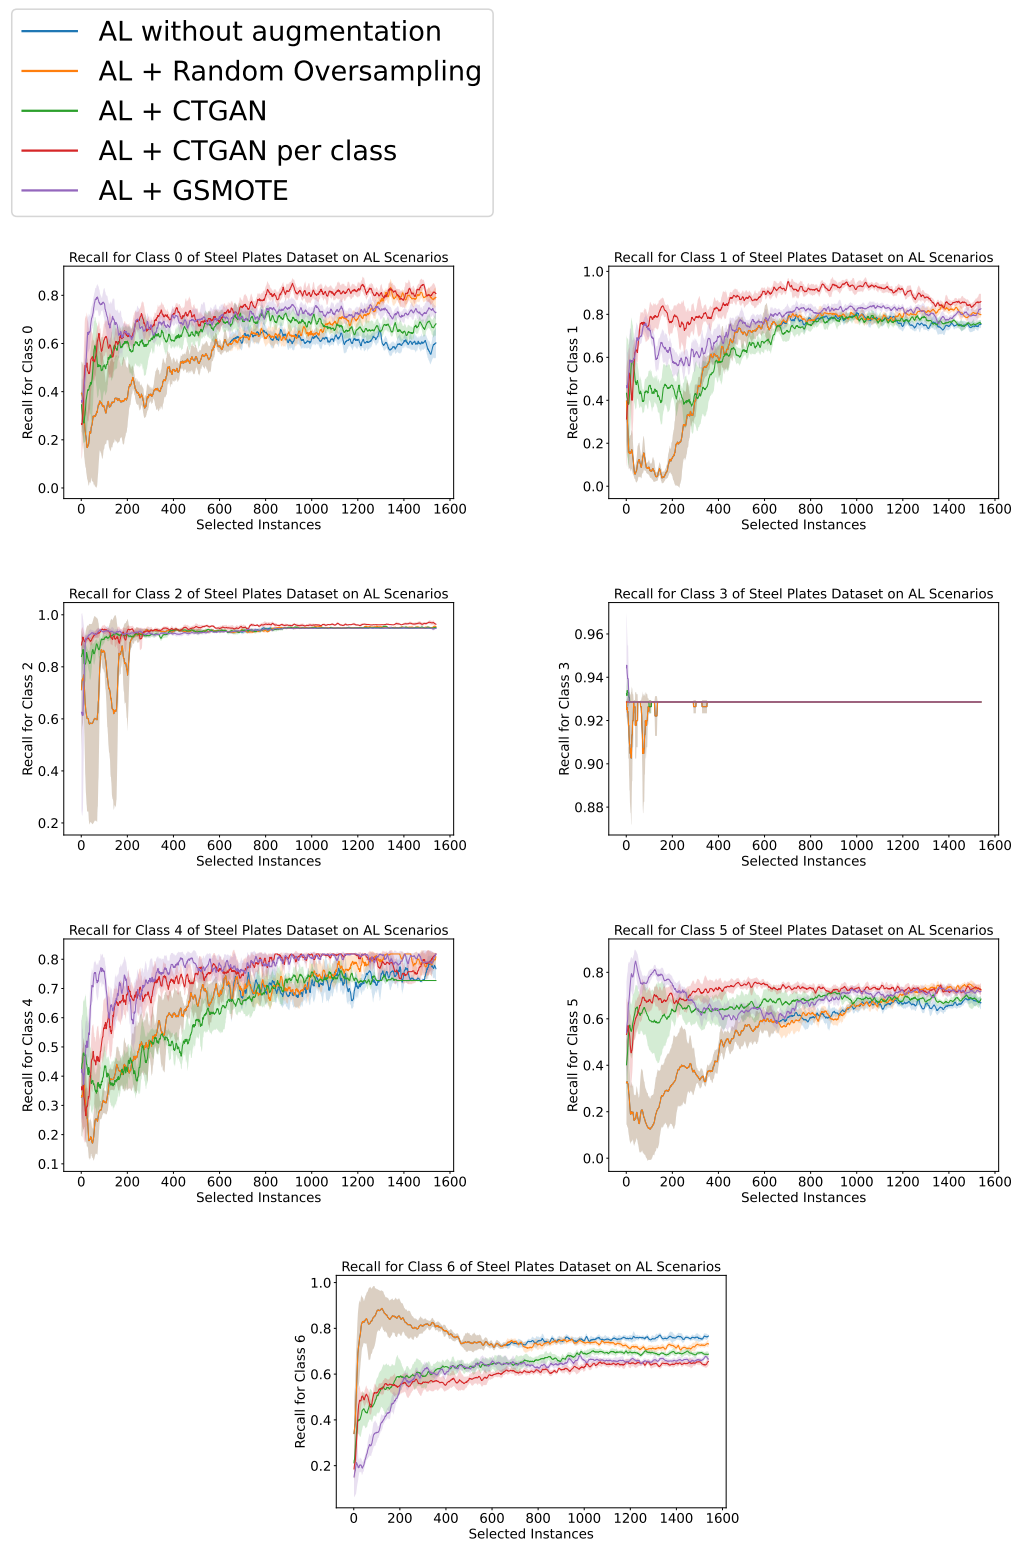 AL without augmentation
AL + Random Oversampling
AL + CTGAN
AL + CTGAN per class
AL + GSMOTE
Recall for Class 0 of Steel Plates Dataset on AL Scenarios
Recall for Class 0
0.8
0.6
0.4
0.2
0.0
0 200 400 600 800 1000 1200 1400 1600
Selected Instances
Recall for Class 1 of Steel Plates Dataset on AL Scenarios
Recall for Class 1
1.0
0.8
0.6
0.4
0.2
0.0
0 200 400 600 800 1000 1200 1400 1600
Selected Instances
Recall for Class 2 of Steel Plates Dataset on AL Scenarios
Recall for Class 2
1.0
0.8
0.6
0.4
0.2
0 200 400 600 800 1000 1200 1400 1600
Selected Instances
Recall for Class 3 of Steel Plates Dataset on AL Scenarios
Recall for Class 3
0.96
0.94
0.92
0.90
0.88
0 200 400 600 800 1000 1200 1400 1600
Selected Instances
Recall for Class 4 of Steel Plates Dataset on AL Scenarios
Recall for Class 4
0.8
0.7
0.6
0.5
0.4
0.3
0.2
0.1
0 200 400 600 800 1000 1200 1400 1600
Selected Instances
Recall for Class 5 of Steel Plates Dataset on AL Scenarios
Recall for Class 5
0.8
0.6
0.4
0.2
0.0
0 200 400 600 800 1000 1200 1400 1600
Selected Instances
Recall for Class 6 of Steel Plates Dataset on AL Scenarios
Recall for Class 6
1.0
0.8
0.6
0.4
0.2
0 200 400 600 800 1000 1200 1400 1600
Selected Instances